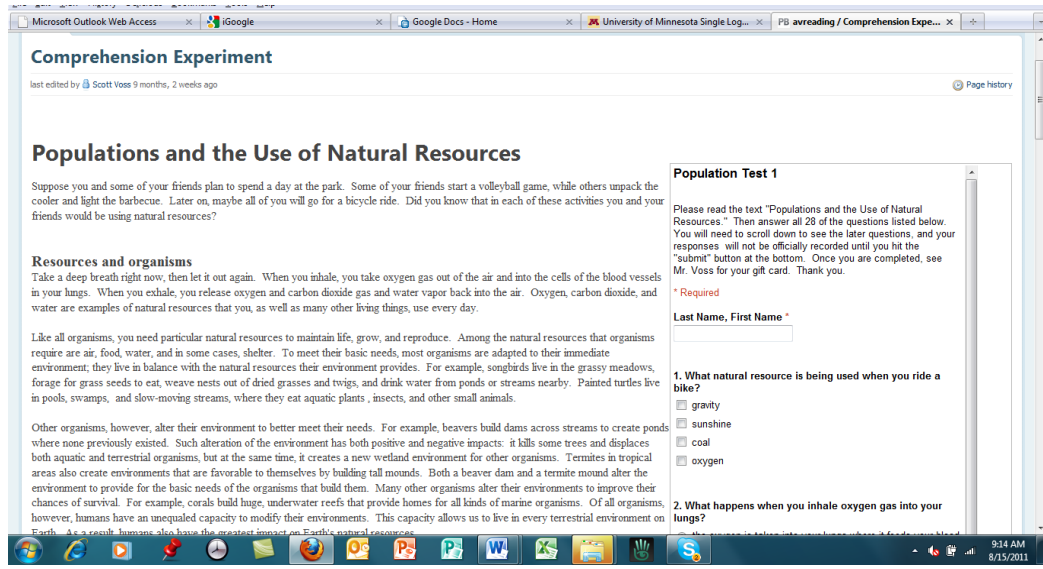 Microsoft Outlook Web Access
iGoogle
Google Docs - Home
University of Minnesota Single Log...
PB avreading / Comprehension Expe...
Comprehension Experiment
last edited by Scott Voss 9 months, 2 weeks ago
Page history
Populations and the Use of Natural Resources
Suppose you and some of your friends plan to spend a day at the park. Some of your friends start a volleyball game, while others unpack the
cooler and light the barbecue. Later on, maybe all of you will go for a bicycle ride. Did you know that in each of these activities you and your
friends would be using natural resources?
Resources and organisms
Take a deep breath right now, then let it out again. When you inhale, you take oxygen gas out of the air and into the cells of the blood vessels
in your lungs. When you exhale, you release oxygen and carbon dioxide gas and water vapor back into the air. Oxygen, carbon dioxide, and
water are examples of natural resources that you, as well as many other living things, use every day.
Like all organisms, you need particular natural resources to maintain life, grow, and reproduce. Among the natural resources that organisms
require are air, food, water, and in some cases, shelter. To meet their basic needs, most organisms are adapted to their immediate
environment; they live in balance with the natural resources their environment provides. For example, songbirds live in the grassy meadows,
forage for grass seeds to eat, weave nests out of dried grasses and twigs, and drink water from ponds or streams nearby. Painted turtles live
in pools, swamps, and slow-moving streams, where they eat aquatic plants , insects, and other small animals.
Other organisms, however, alter their environment to better meet their needs. For example, beavers build dams across streams to create ponds
where none previously existed. Such alteration of the environment has both positive and negative impacts: it kills some trees and displaces
both aquatic and terrestrial organisms, but at the same time, it creates a new wetland environment for other organisms. Termites in tropical
areas also create environments that are favorable to themselves by building tall mounds. Both a beaver dam and a termite mound alter the
environment to provide for the basic needs of the organisms that build them. Many other organisms alter their environments to improve their
chances of survival. For example, corals build huge, underwater reefs that provide homes for all kinds of marine organisms. Of all organisms,
however, humans have an unequaled capacity to modify their environments. This capacity allows us to live in every terrestrial environment on
Earth. As a result, humans also have the greatest impact on Earth's natural resources.
Population Test 1
Please read the text "Populations and the Use of Natural
Resources." Then answer all 28 of the questions listed below.
You will need to scroll down to see the later questions, and your
responses will not be officially recorded until you hit the
"submit" button at the bottom. Once you are completed, see
Mr. Voss for your gift card. Thank you.
* Required
Last Name, First Name *
1. What natural resource is being used when you ride a
bike?
gravity
sunshine
coal
oxygen
2. What happens when you inhale oxygen gas into your
lungs?
the oxygen is taken into your lungs where it feeds your blood
9:14 AM
8/15/2011